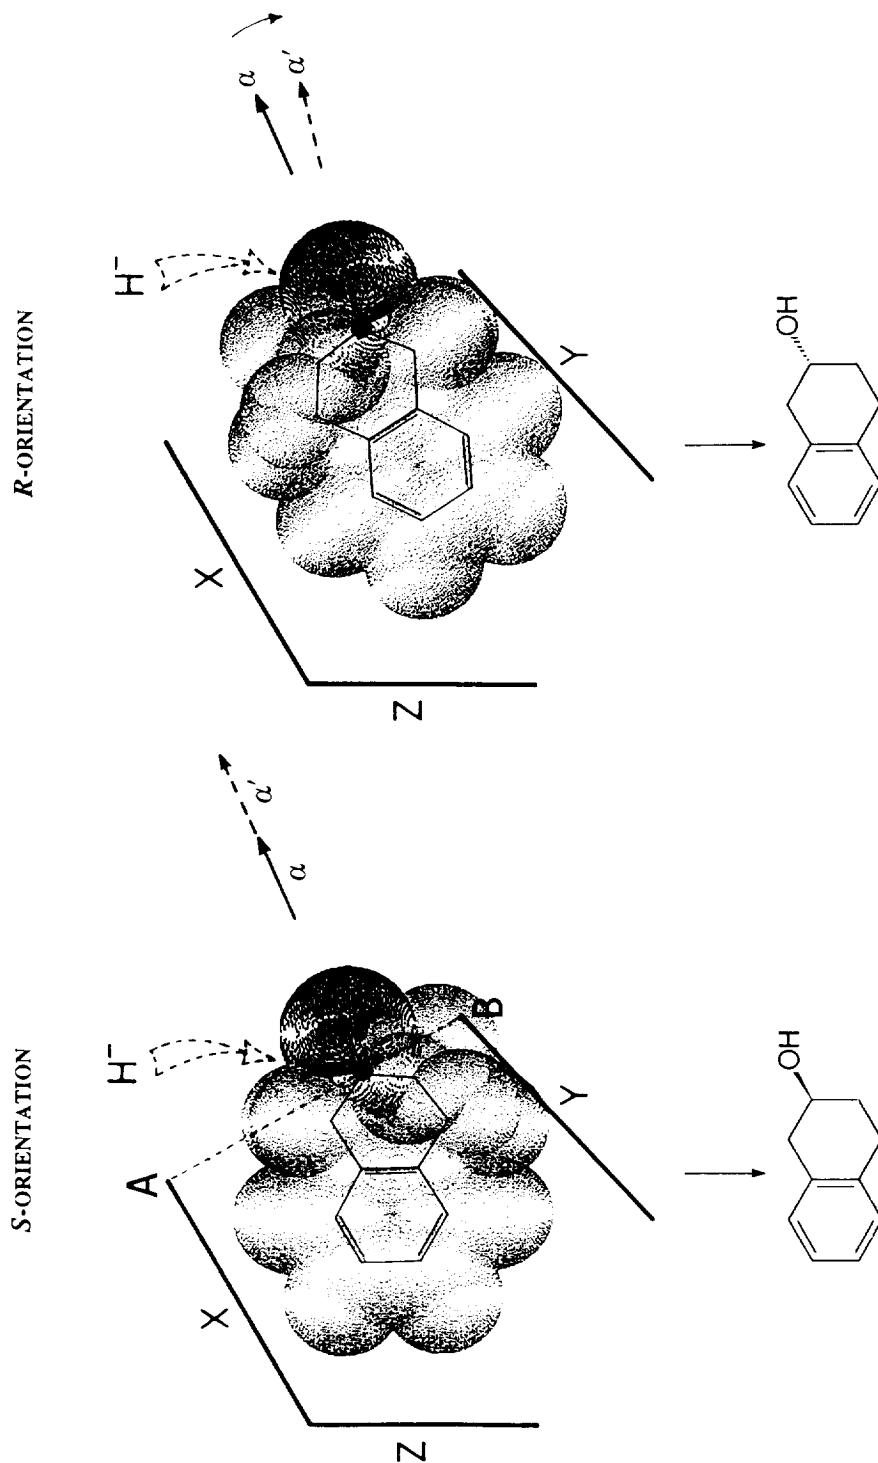 S-ORIENTATION
A
H⁻
X
Z
B
Y
α
α′
OH
R-ORIENTATION
H⁻
X
Z
Y
α
α′
OH